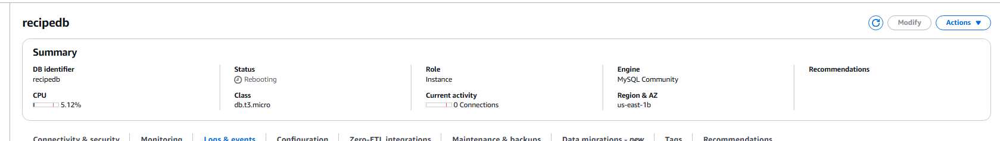 recipedb
Modify
Actions
Summary
DB identifier
recipedb
Status
Rebooting
Role
Instance
Engine
MySQL Community
Recommendations
CPU
5.12%
Class
db.t3.micro
Current activity
0 Connections
Region & AZ
us-east-1b
Connectivity & security
Monitoring
Logs & events
Configuration
Zero-ETL integrations
Maintenance & backups
Data migrations - new
Tags
Recommendations